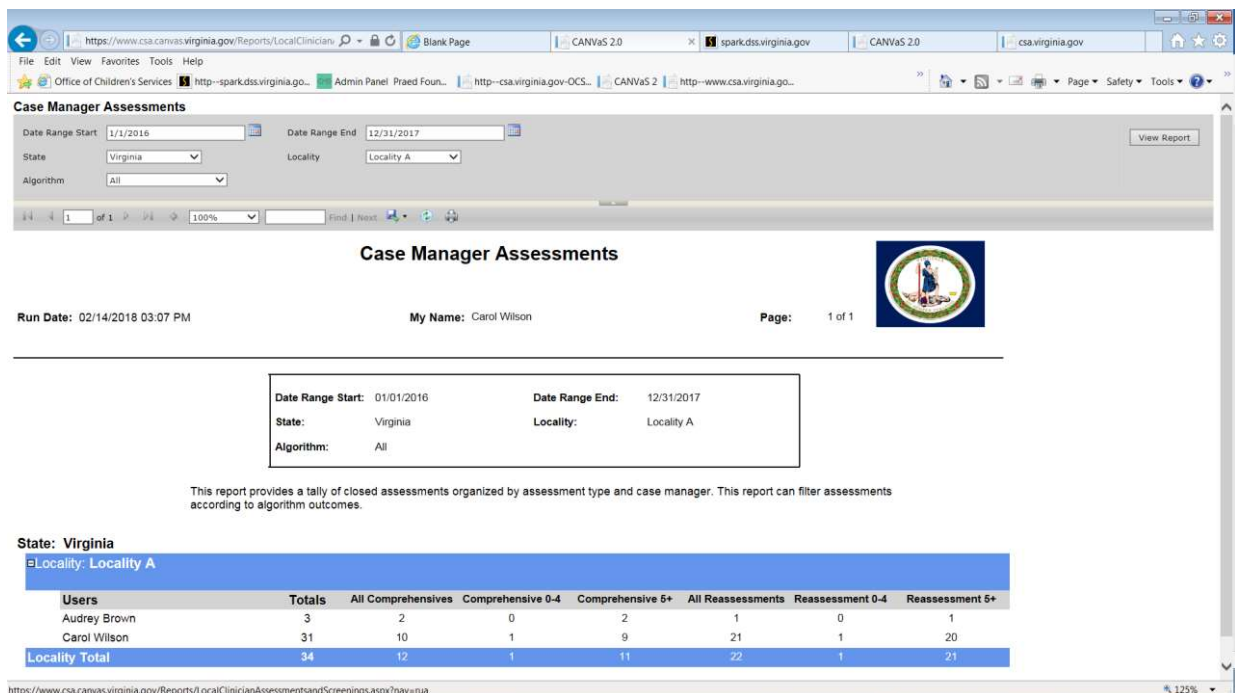 https://www.csa.canvas.virginia.gov/Reports/LocalClinician Blank Page CANVaS 2.0 spark.dss.virginia.gov CANVaS 2.0 csa.virginia.gov
File Edit View Favorites Tools Help
Office of Children's Services http--spark.dss.virginia.go... Admin Panel Praed Foun... http--csa.virginia.gov-OCS... CANVaS 2 http--www.csa.virginia.go... Page Safety Tools
Case Manager Assessments
Date Range Start 1/1/2016 Date Range End 12/31/2017 View Report
State Virginia Locality Locality A
Algorithm All
1 of 1 100% Find | Next
Case Manager Assessments
Run Date: 02/14/2018 03:07 PM My Name: Carol Wilson Page: 1 of 1
Date Range Start: 01/01/2016 Date Range End: 12/31/2017
State: Virginia Locality: Locality A
Algorithm: All
This report provides a tally of closed assessments organized by assessment type and case manager. This report can filter assessments
according to algorithm outcomes.
State: Virginia
Locality: Locality A
Users Totals All Comprehensives Comprehensive 0-4 Comprehensive 5+ All Reassessments Reassessment 0-4 Reassessment 5+
Audrey Brown 3 2 0 2 1 0 1
Carol Wilson 31 10 1 9 21 1 20
Locality Total 34 12 1 11 22 1 21
https://www.csa.canvas.virginia.gov/Reports/LocalClinicianAssessmentsandScreenings.aspx?nav=rua 125%